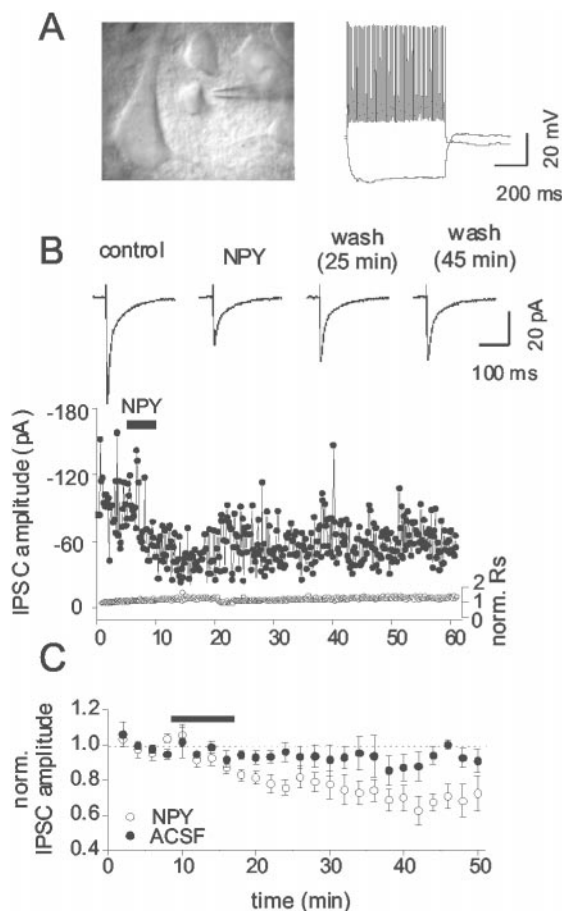 A
20 mV
200 ms
B
control
NPY
wash
(25 min)
wash
(45 min)
20 pA
100 ms
NPY
IPSC amplitude (pA)
-180
-120
-60
0
norm. Rs
2
1
0
0 10 20 30 40 50 60
C
norm.
IPSC amplitude
1.2
1.0
0.8
0.6
0.4
NPY
ACSF
0 10 20 30 40 50
time (min)